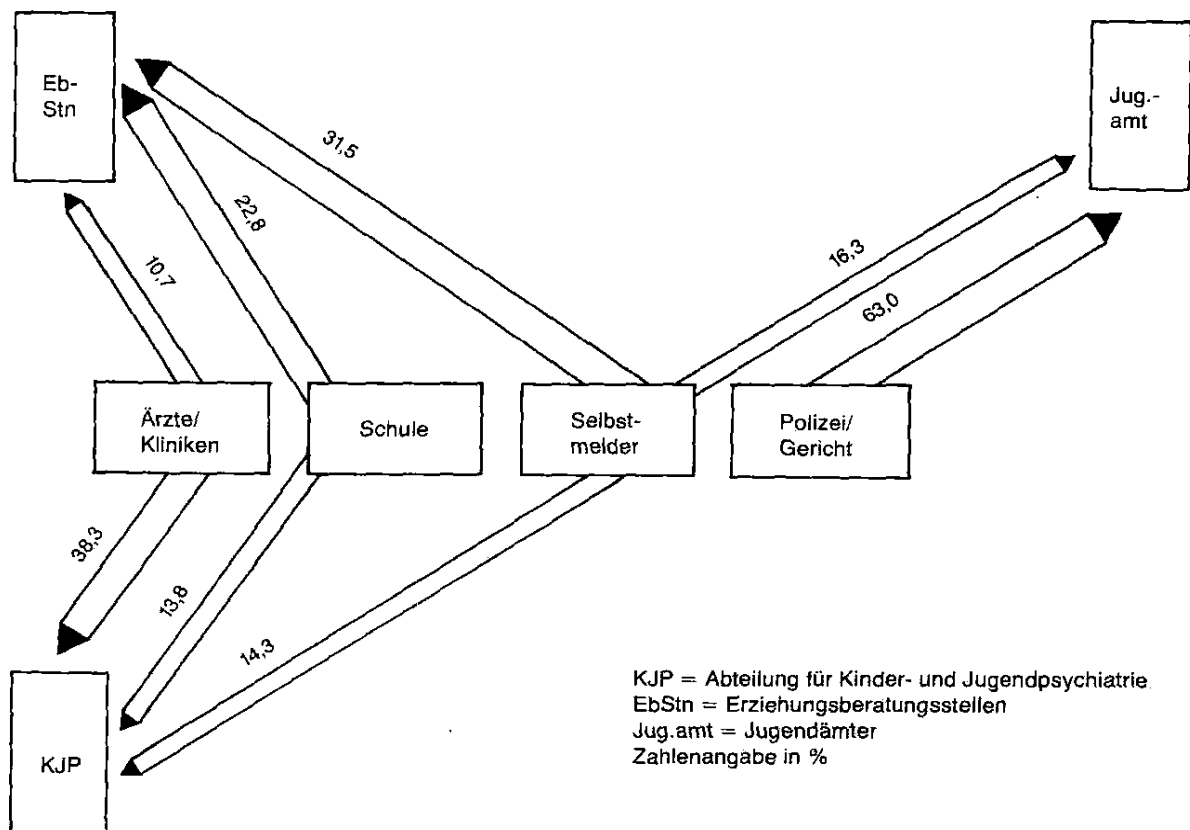 Eb-
Stn
Jug.-
amt
31,5
22,8
10,7
16,3
63,0
Ärzte/
Kliniken
Schule
Selbst-
melder
Polizei/
Gericht
38,3
13,8
14,3
KJP
KJP = Abteilung für Kinder- und Jugendpsychiatrie
EbStn = Erziehungsberatungsstellen
Jug.amt = Jugendämter
Zahlenangabe in %